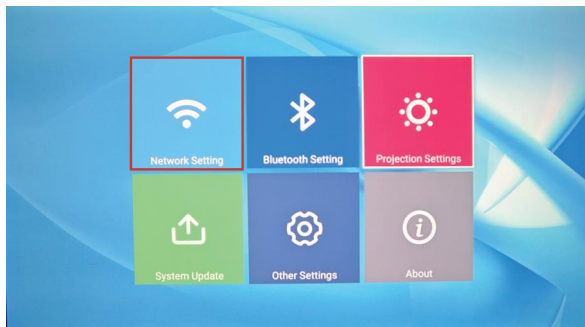 Network Setting
Bluetooth Setting
Projection Settings
System Update
Other Settings
About